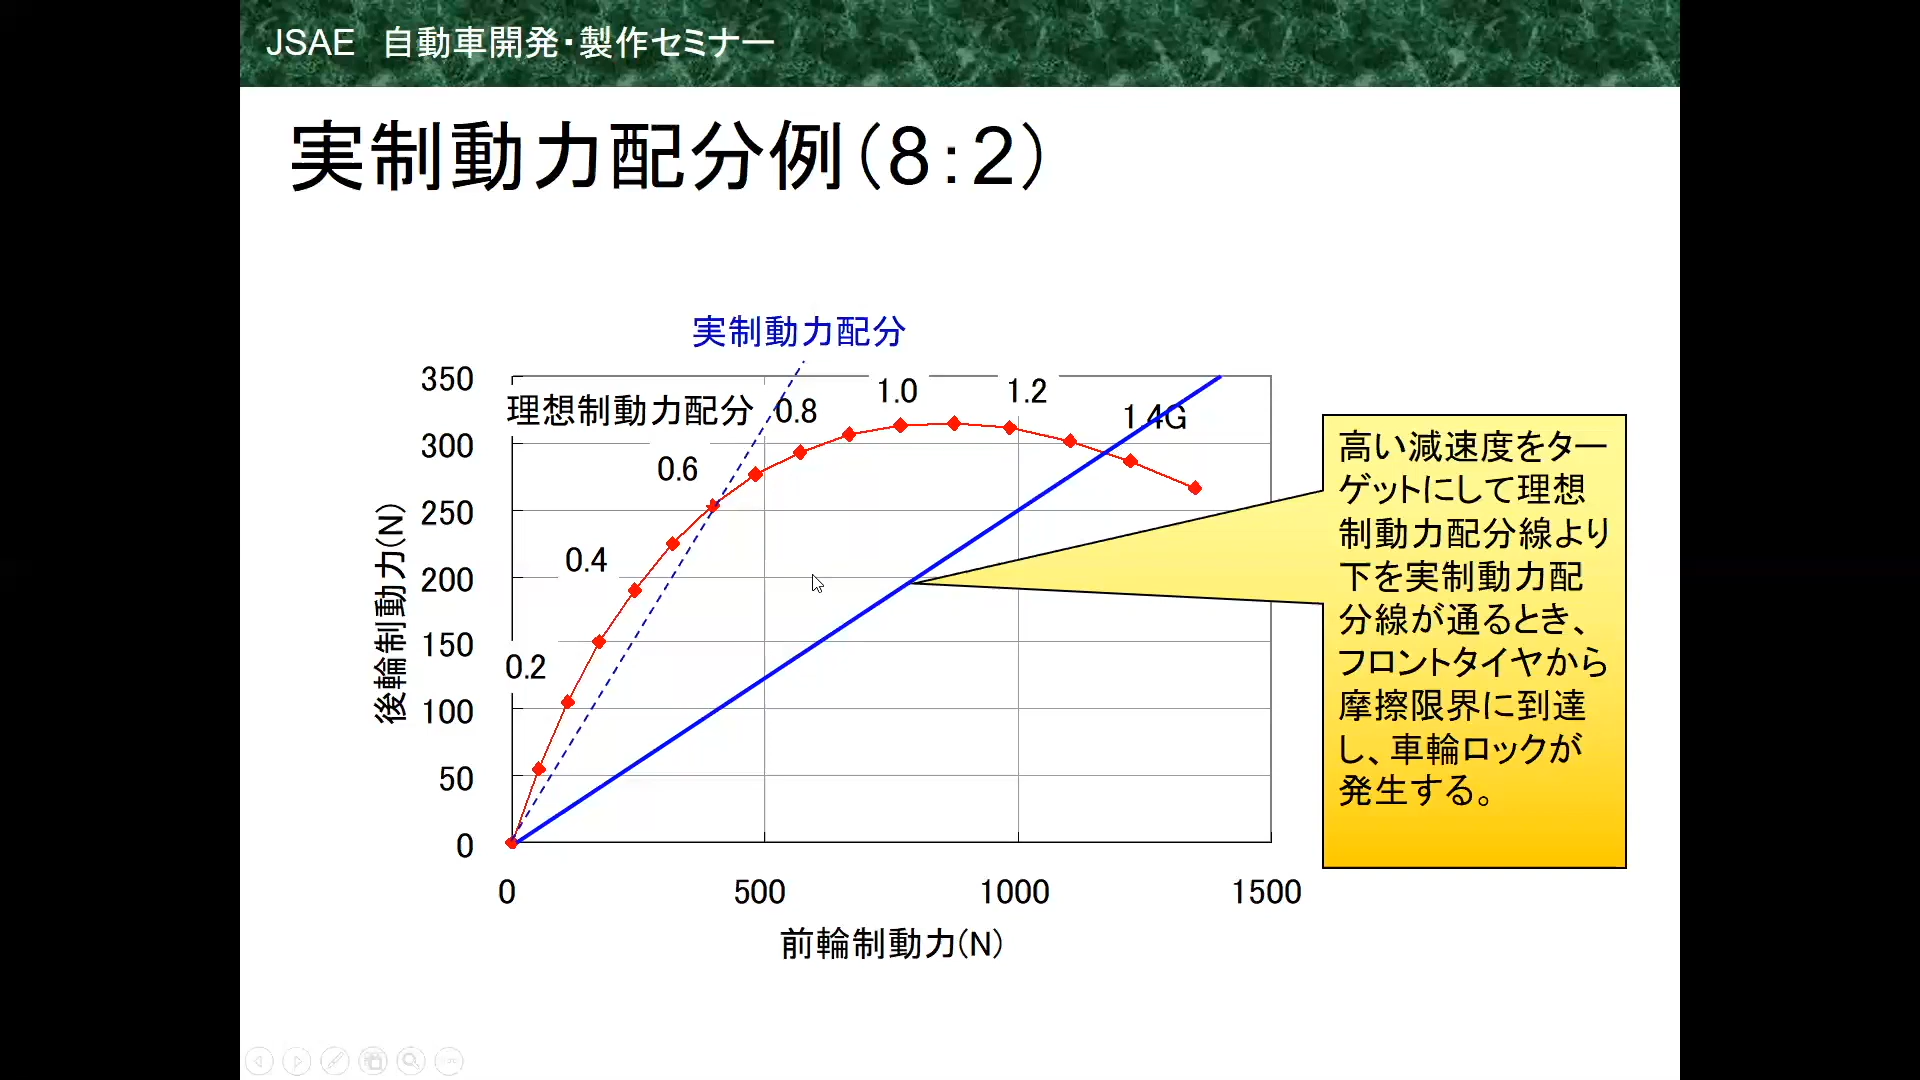 JSAE 自動車開発・製作セミナー
実制動力配分例(8:2)
実制動力配分
理想制動力配分
0.2
0.4
0.6
0.8
1.0
1.2
1.4G
350
300
250
200
150
100
50
0
後輪制動力(N)
0
500
1000
1500
前輪制動力(N)
高い減速度をター
ゲットにして理想
制動力配分線より
下を実制動力配
分線が通るとき、
フロントタイヤから
摩擦限界に到達
し、車輪ロックが
発生する。